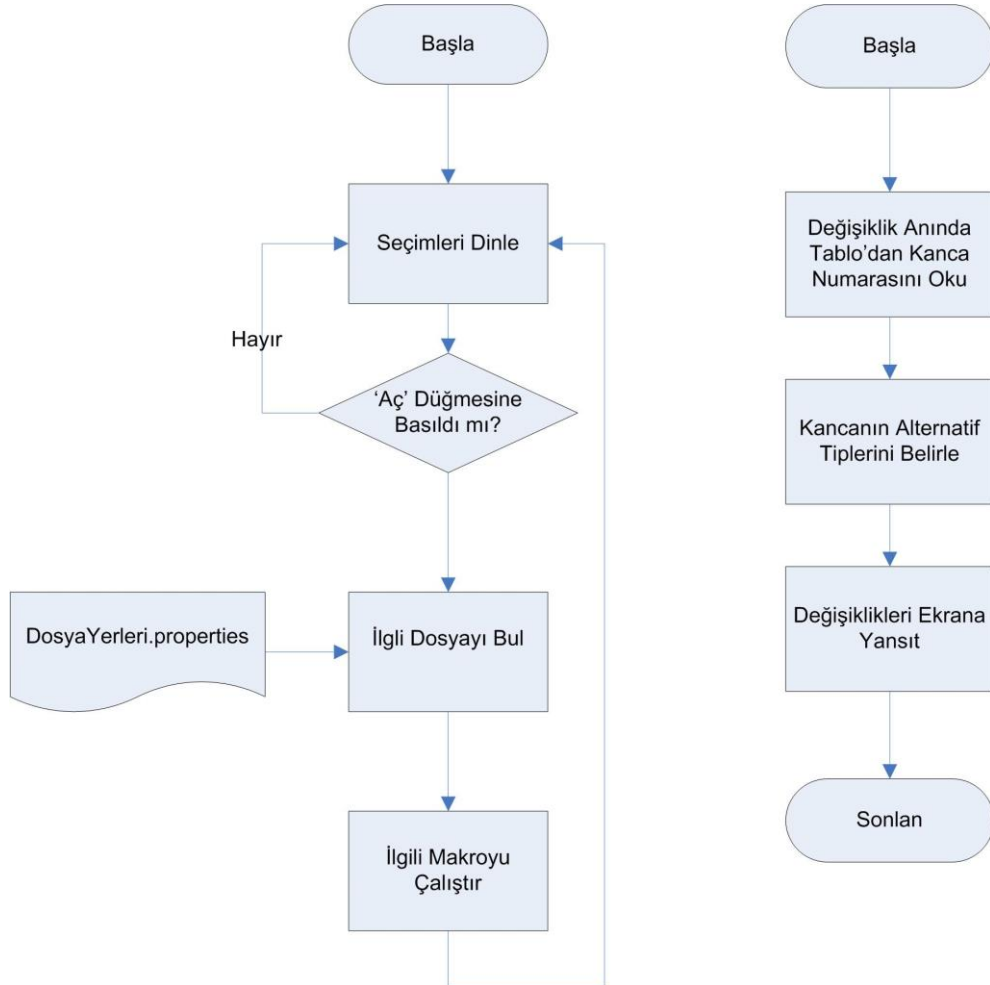 Başla
Seçimleri Dinle
Hayır
‘Aç’ Düğmesine
Basıldı mı?
DosyaYerleri.properties
İlgli Dosyayı Bul
İlgili Makroyu
Çalıştır
Başla
Değişiklik Anında
Tablo’dan Kanca
Numarasını Oku
Kancanın Alternatif
Tiplerini Belirle
Değişiklikleri Ekrana
Yansıt
Sonlan